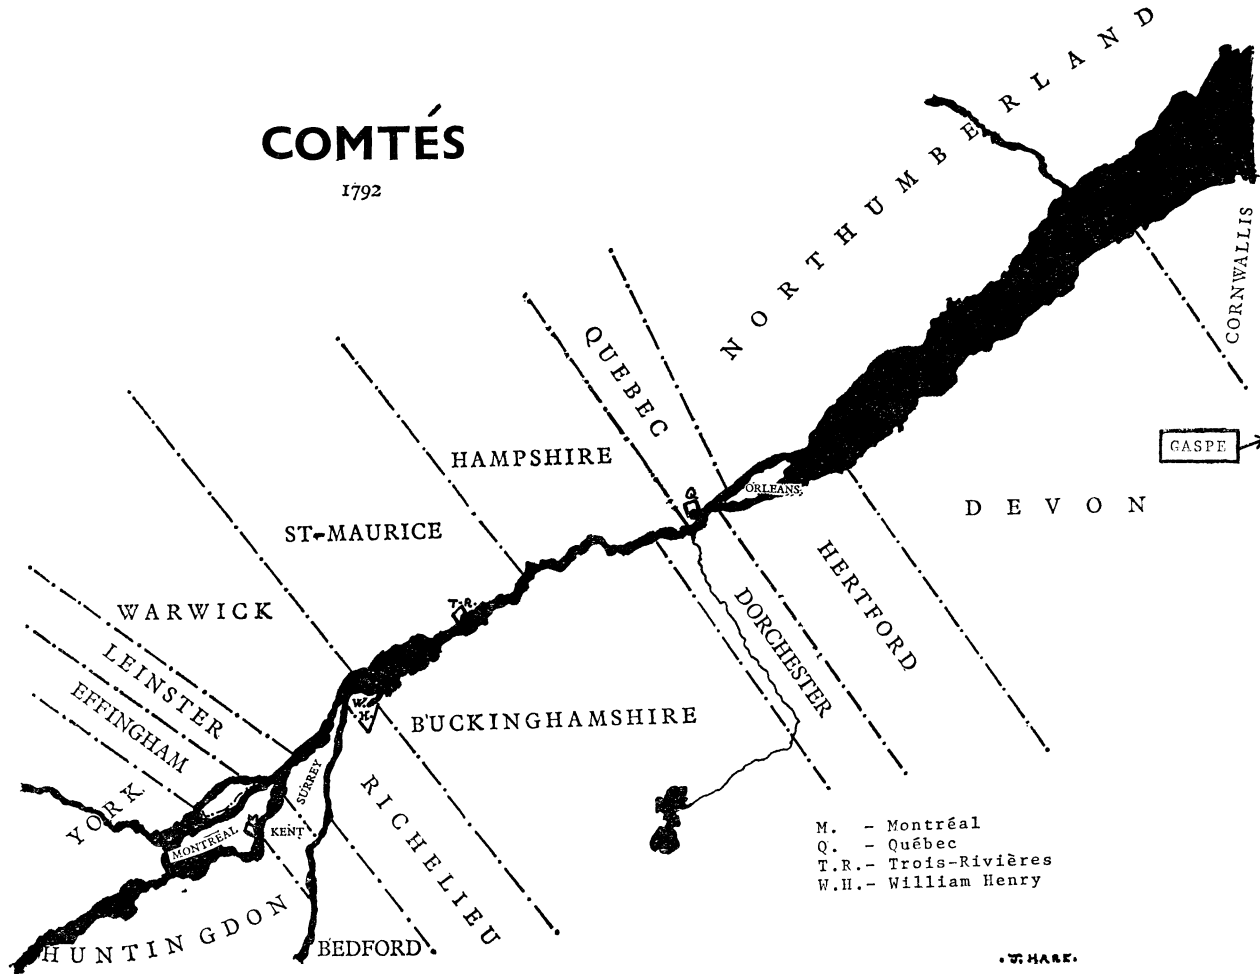 COMTÉS
1792
NORTHUMBERLAND
CORNWALLIS
QUEBEC
GASPE
HAMPSHIRE
Q
ORLEANS
DEVON
ST-MAURICE
HERTFORD
T.R.
DORCHESTER
WARWICK
LEINSTER
W.
H.
BUCKINGHAMSHIRE
EFFINGHAM
SURREY
RICHELIEU
YORK
MONTRÉAL
KENT
M. - Montréal
Q. - Québec
T.R.- Trois-Rivières
W.H.- William Henry
HUNTINGDON
BEDFORD
.J. HARE.